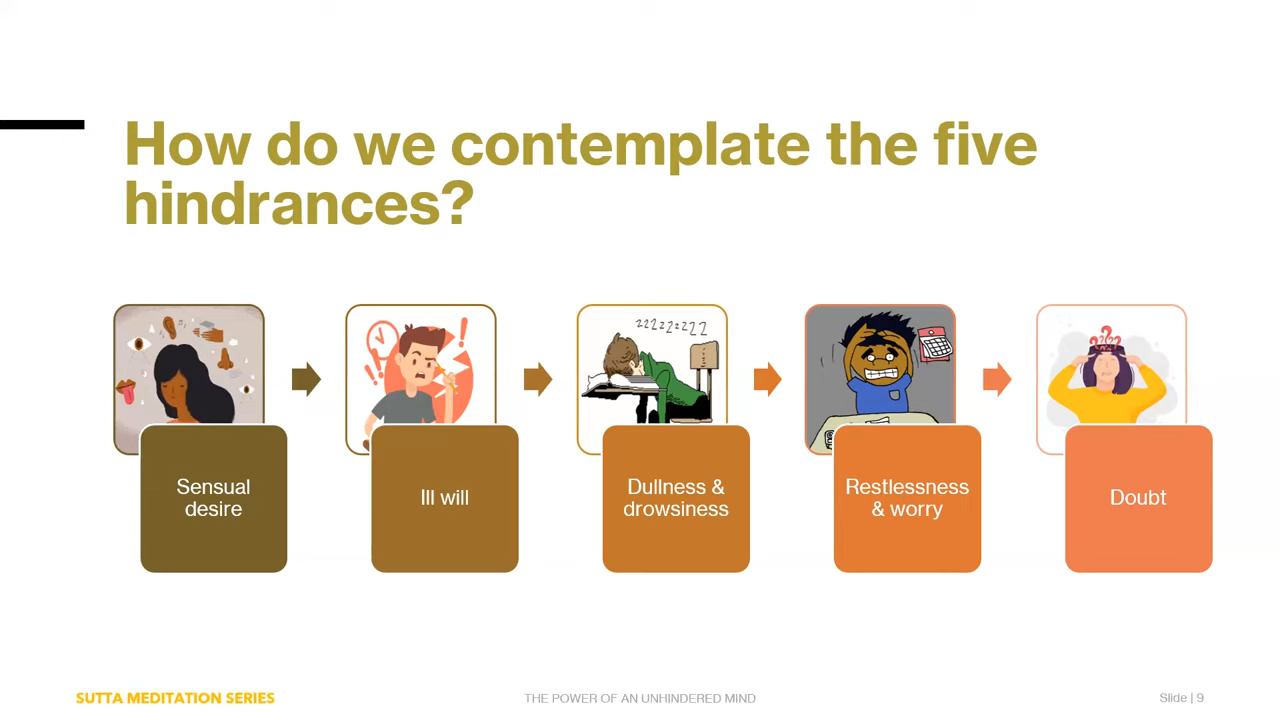 How do we contemplate the five
hindrances?
zzzzzzzz
???
Sensual
desire
Ill will
Dullness &
drowsiness
Restlessness
& worry
Doubt
SUTTA MEDITATION SERIES
THE POWER OF AN UNHINDERED MIND
Slide | 9